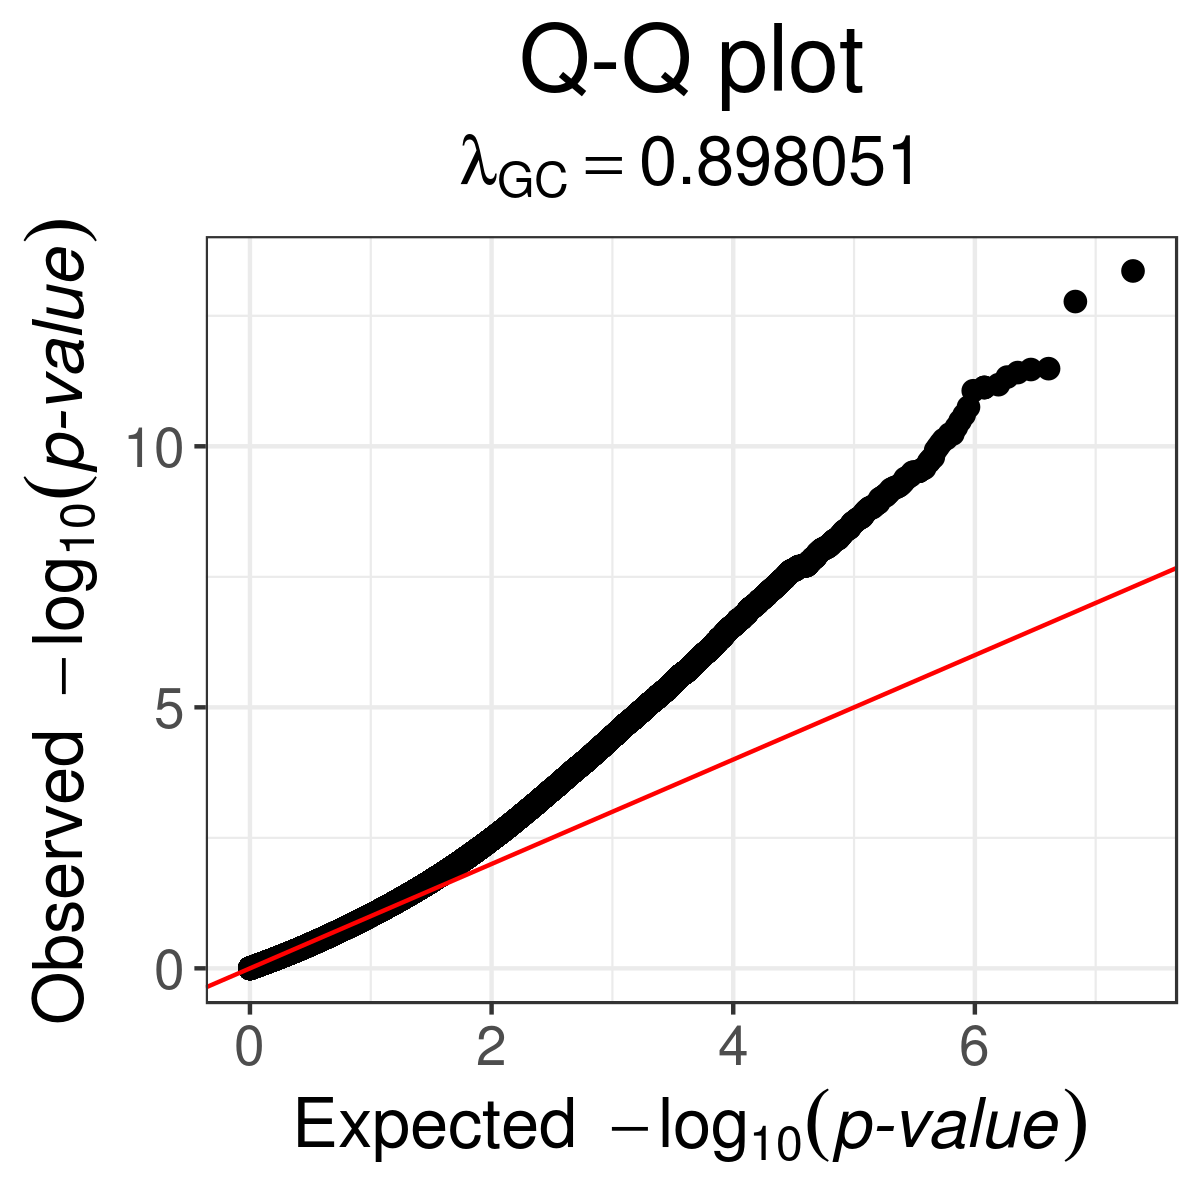 Q-Q plot
λGC = 0.898051
Observed −log10(p-value)
10
5
0
0 2 4 6
Expected −log10(p-value)